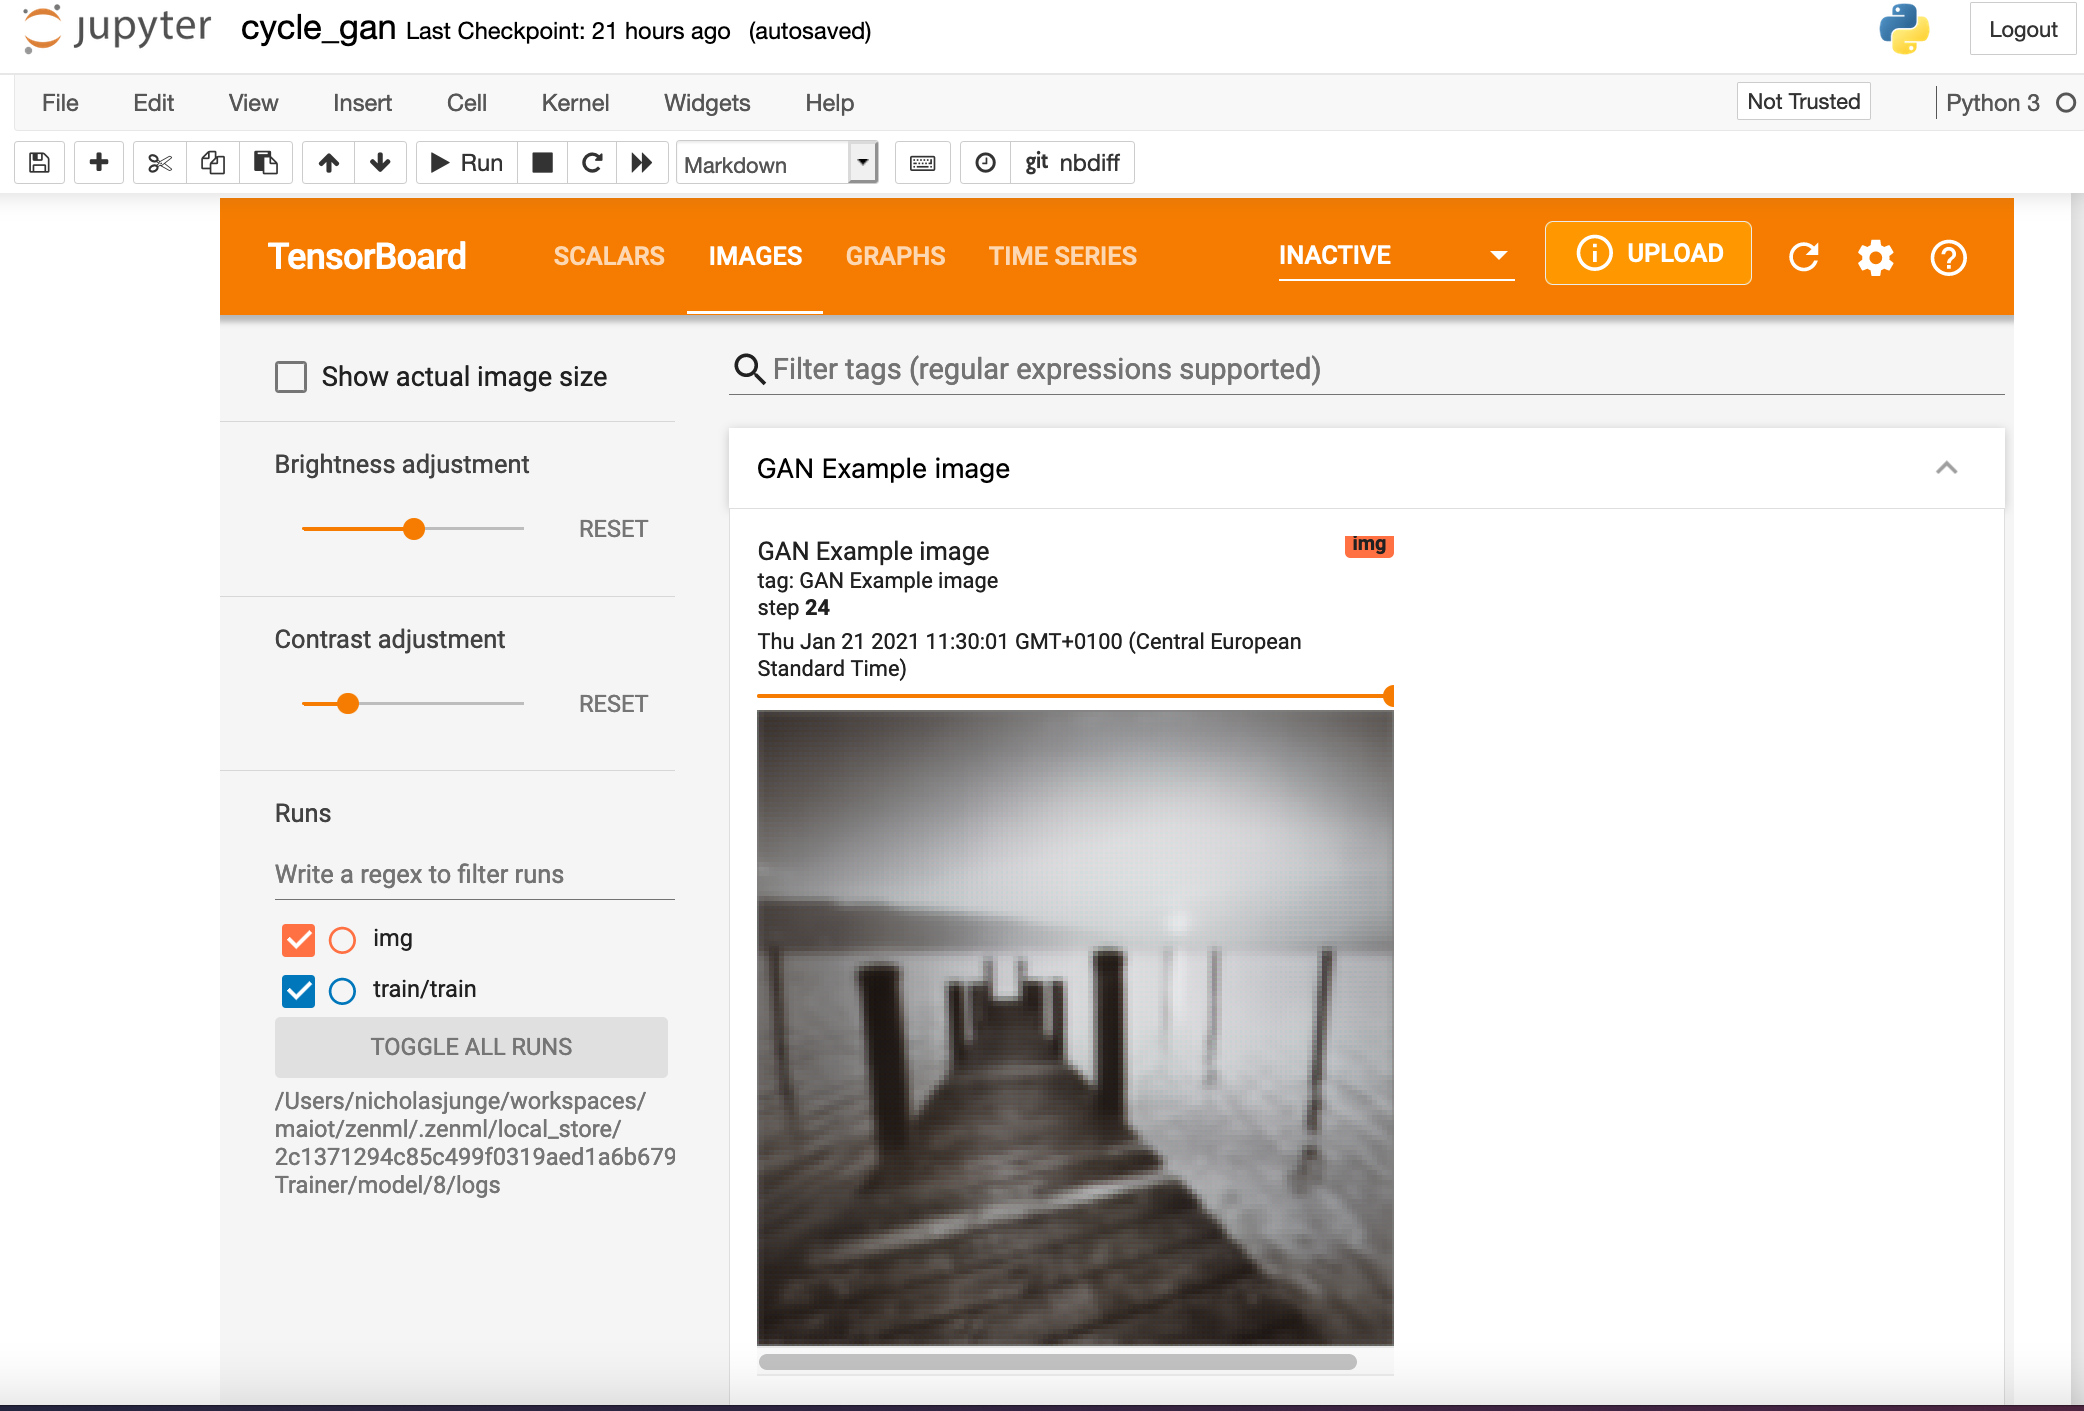 jupyter cycle_gan Last Checkpoint: 21 hours ago (autosaved) Logout
File Edit View Insert Cell Kernel Widgets Help Not Trusted Python 3
Run Markdown git nbdiff
TensorBoard SCALARS IMAGES GRAPHS TIME SERIES INACTIVE UPLOAD
Show actual image size
Filter tags (regular expressions supported)
Brightness adjustment
RESET
Contrast adjustment
RESET
Runs
Write a regex to filter runs
img
train/train
TOGGLE ALL RUNS
/Users/nicholasjunge/workspaces/
maiot/zenml/.zenml/local_store/
2c1371294c85c499f0319aed1a6b679
Trainer/model/8/logs
GAN Example image
GAN Example image img
tag: GAN Example image
step 24
Thu Jan 21 2021 11:30:01 GMT+0100 (Central European
Standard Time)